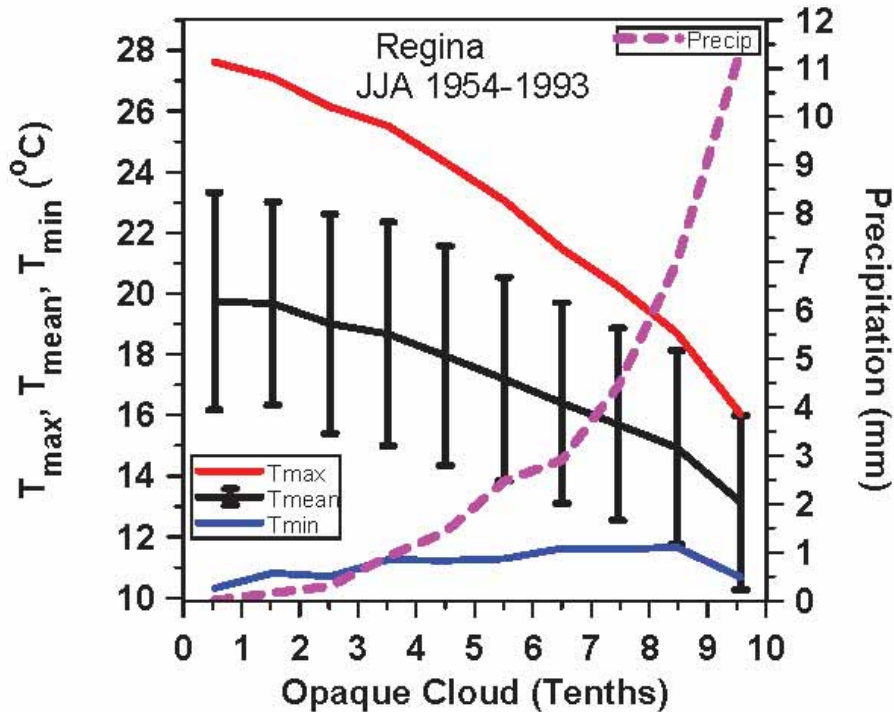 Regina
JJA 1954-1993
Precip
Tmax
Tmean
Tmin
28
26
24
22
20
18
16
14
12
10
12
11
10
9
8
7
6
5
4
3
2
1
0
0 1 2 3 4 5 6 7 8 9 10
Opaque Cloud (Tenths)
Tmax, Tmean, Tmin (oC)
Precipitation (mm)